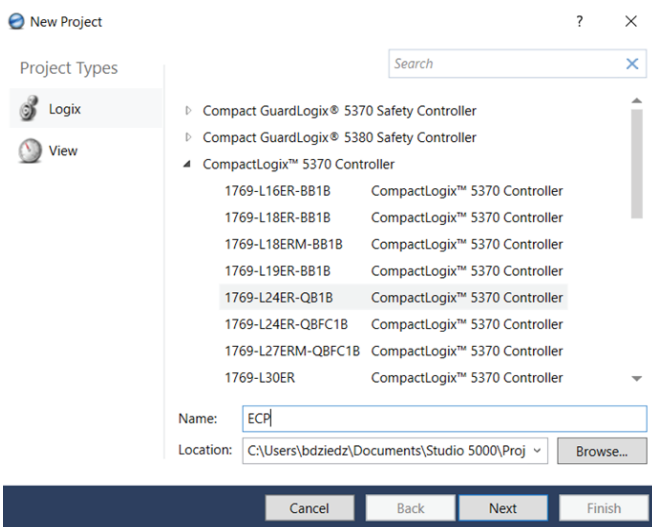 New Project ?
Search
Project Types
Logix
View
Compact GuardLogix® 5370 Safety Controller
Compact GuardLogix® 5380 Safety Controller
CompactLogix™ 5370 Controller
1769-L16ER-BB1B CompactLogix™ 5370 Controller
1769-L18ER-BB1B CompactLogix™ 5370 Controller
1769-L18ERM-BB1B CompactLogix™ 5370 Controller
1769-L19ER-BB1B CompactLogix™ 5370 Controller
1769-L24ER-QB1B CompactLogix™ 5370 Controller
1769-L24ER-QBFC1B CompactLogix™ 5370 Controller
1769-L27ERM-QBFC1B CompactLogix™ 5370 Controller
1769-L30ER CompactLogix™ 5370 Controller
Name: ECP
Location: C:\Users\bdziedz\Documents\Studio 5000\Proj Browse...
Cancel Back Next Finish